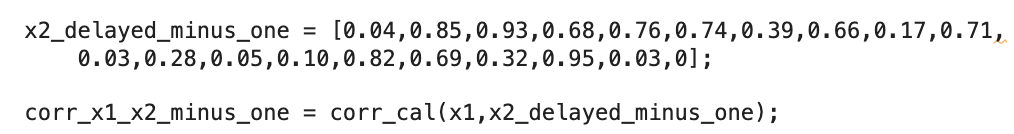 x2_delayed_minus_one = [0.04,0.85,0.93,0.68,0.76,0.74,0.39,0.66,0.17,0.71,
0.03,0.28,0.05,0.10,0.82,0.69,0.32,0.95,0.03,0];
corr_x1_x2_minus_one = corr_cal(x1,x2_delayed_minus_one);